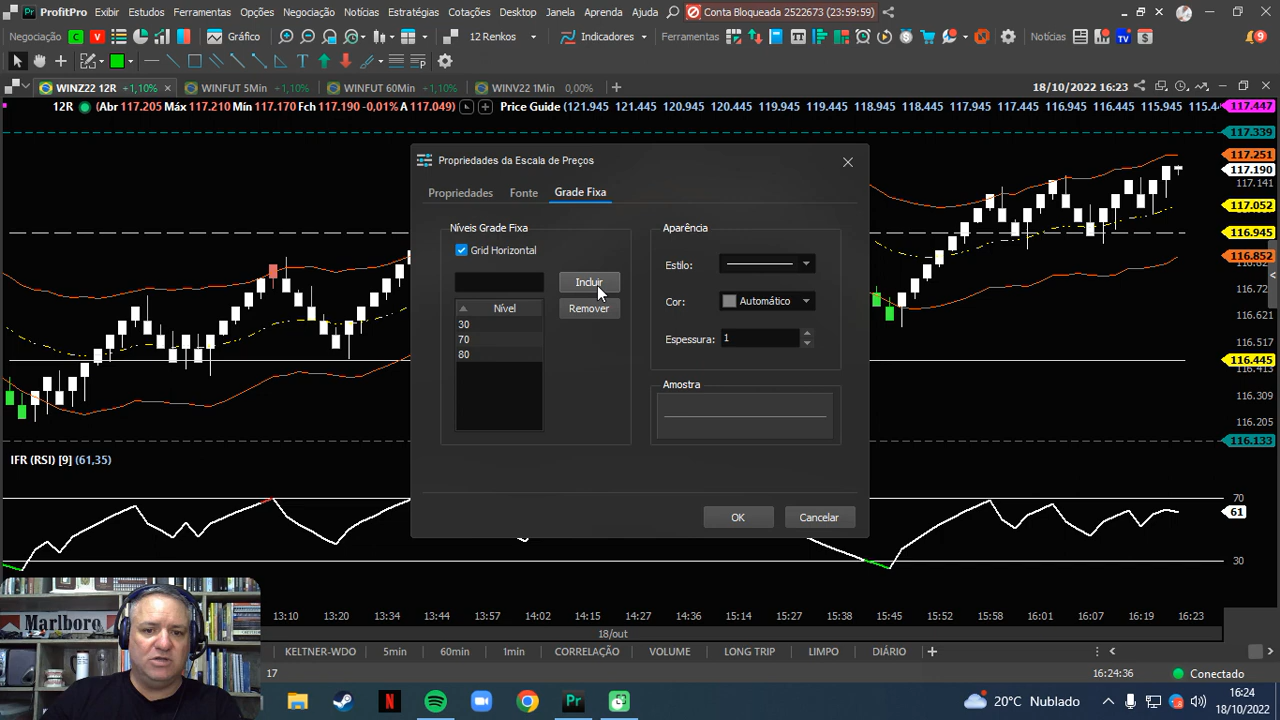 ProfitPro Exibir Estudos Ferramentas Opções Negociação Notícias Estratégias Cotações Desktop Janela Aprenda Ajuda Conta Bloqueada 2522673 (23:59:59)
Negociação C V Gráfico 12 Renkos Indicadores Ferramentas Notícias
WINZ22 12R +1,10% WINFUT 5Min +1,10% WINFUT 60Min +1,10% WINV22 1Min 0,00% 18/10/2022 16:23
12R (Abr 117.205 Máx 117.210 Mín 117.170 Fch 117.190 -0,01% A 117.049) Price Guide (121.945 121.445 120.945 120.445 119.945 119.445 118.945 118.445 117.945 117.445 116.945 116.445 115.945 115.4
117.447
117.339
117.251
117.190
117.141
117.052
116.945
116.852
116.72
116.621
116.517
116.445
116.413
116.309
116.205
116.133
Propriedades da Escala de Preços
Propriedades Fonte Grade Fixa
Níveis Grade Fixa
Grid Horizontal
Incluir
Remover
Nível
30
70
80
Aparência
Estilo:
Cor: Automático
Espessura: 1
Amostra
OK Cancelar
IFR (RSI) [9] (61,35)
70
61
30
13:10 13:20 13:34 13:44 13:57 14:15 14:27 14:50 15:14 15:45 15:52 15:58 16:01 16:07 16:19 16:23
18/out
KELTNER-WDO 5min 60min 1min CORRELAÇÃO VOLUME LONG TRIP LIMPO DIÁRIO
17 16:24:36 Conectado
Marlboro
20°C Nublado 16:24
18/10/2022